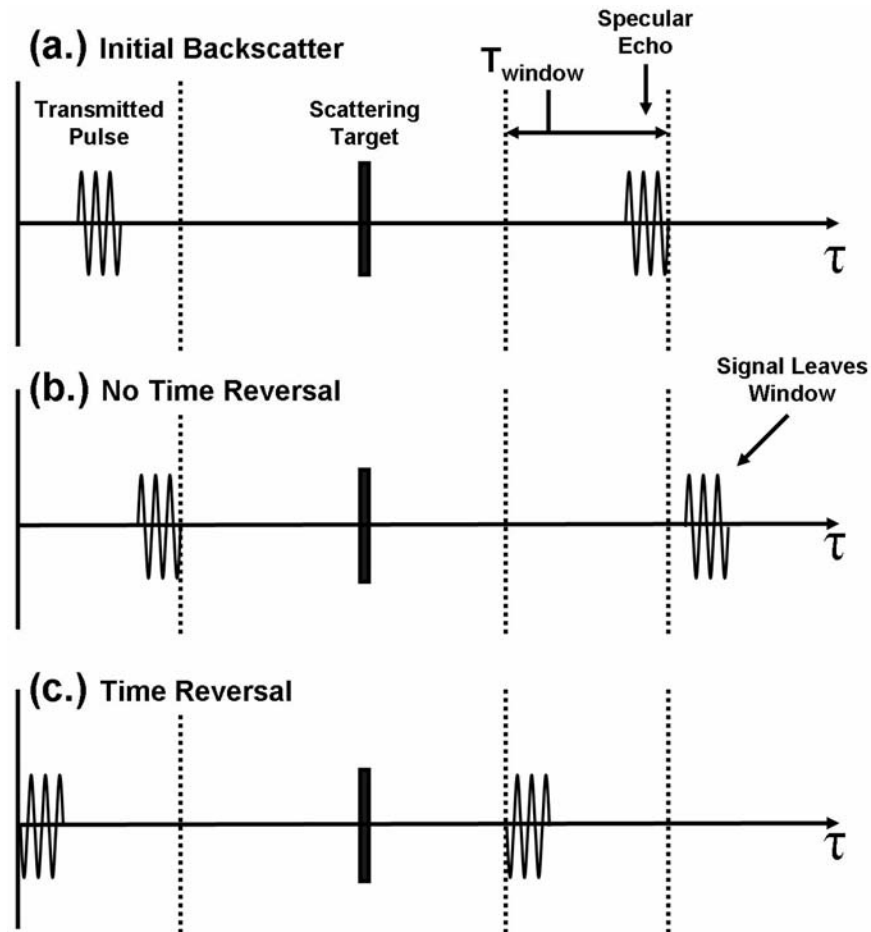 (a.) Initial Backscatter
Specular
Echo
T window
Transmitted
Pulse
Scattering
Target
τ
(b.) No Time Reversal
Signal Leaves
Window
τ
(c.) Time Reversal
τ